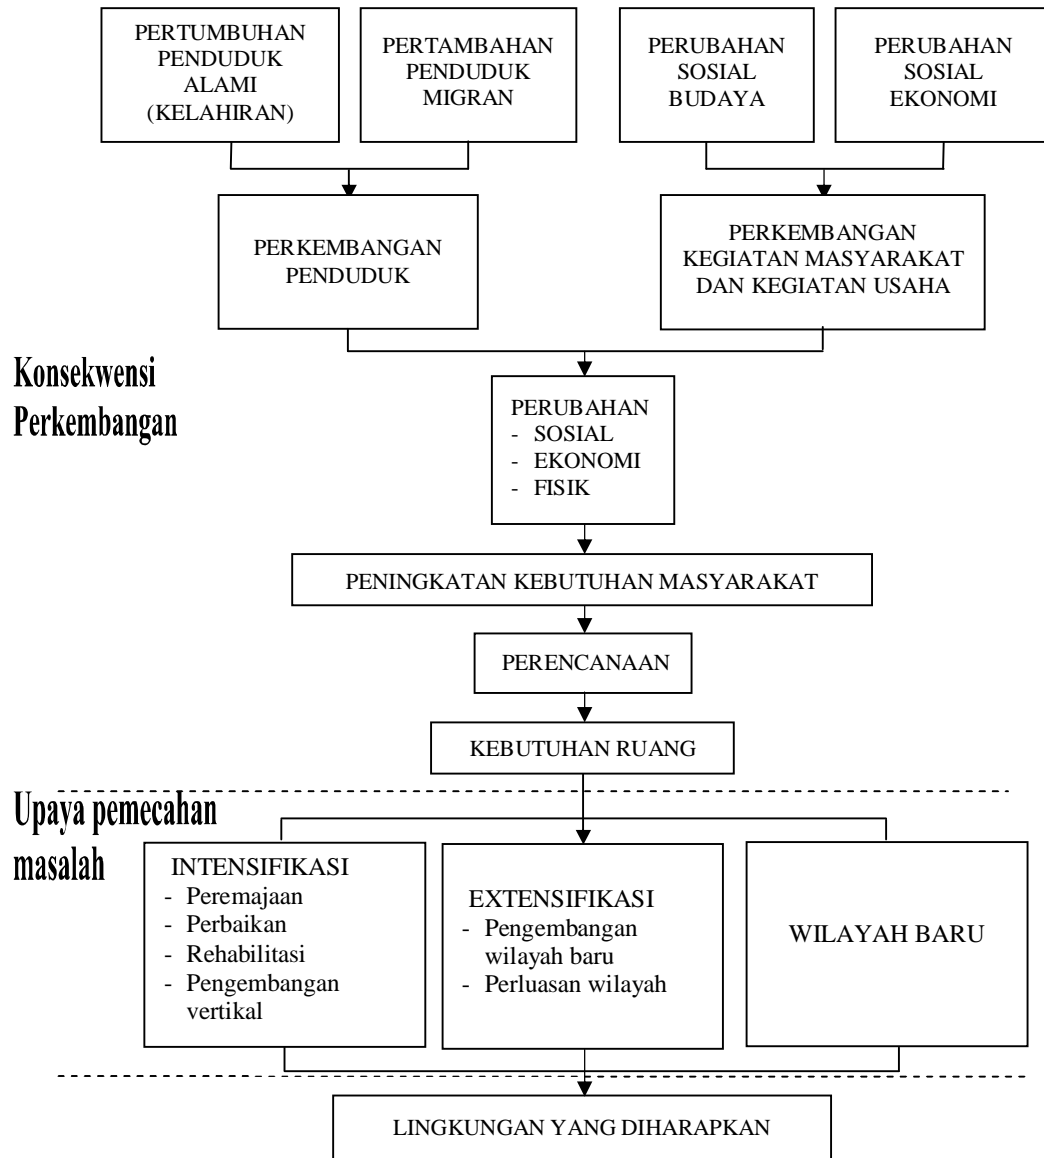 PERTUMBUHAN
PENDUDUK
ALAMI
(KELAHIRAN)
PERTAMBAHAN
PENDUDUK
MIGRAN
PERUBAHAN
SOSIAL
BUDAYA
PERUBAHAN
SOSIAL
EKONOMI
PERKEMBANGAN
PENDUDUK
PERKEMBANGAN
KEGIATAN MASYARAKAT
DAN KEGIATAN USAHA
Konsekwensi
Perkembangan
PERUBAHAN
- SOSIAL
- EKONOMI
- FISIK
PENINGKATAN KEBUTUHAN MASYARAKAT
PERENCANAAN
KEBUTUHAN RUANG
Upaya pemecahan
masalah
INTENSIFIKASI
- Peremajaan
- Perbaikan
- Rehabilitasi
- Pengembangan
vertikal
EXTENSIFIKASI
- Pengembangan
wilayah baru
- Perluasan wilayah
WILAYAH BARU
LINGKUNGAN YANG DIHARAPKAN